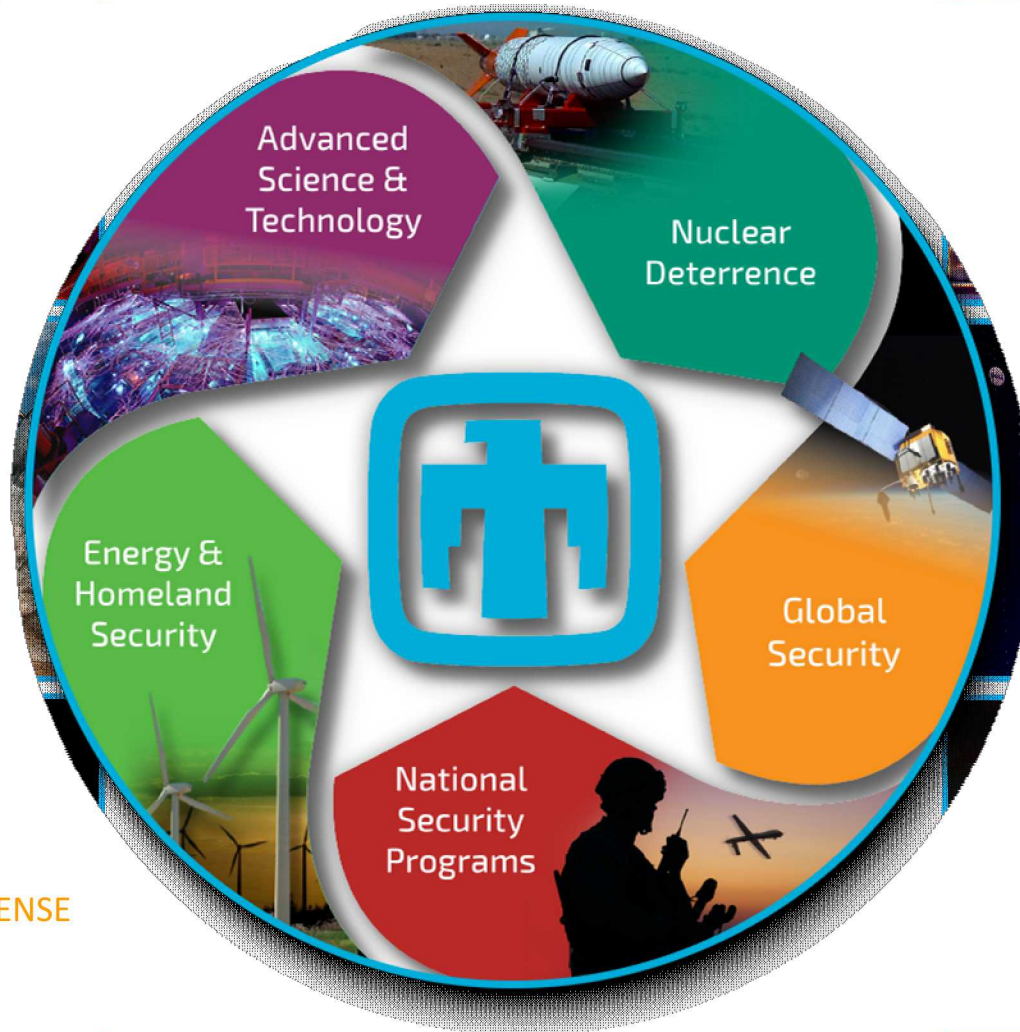 Advanced
Science &
Technology
Nuclear
Deterrence
Energy &
Homeland
Security
Global
Security
National
Security
Programs
ENSE